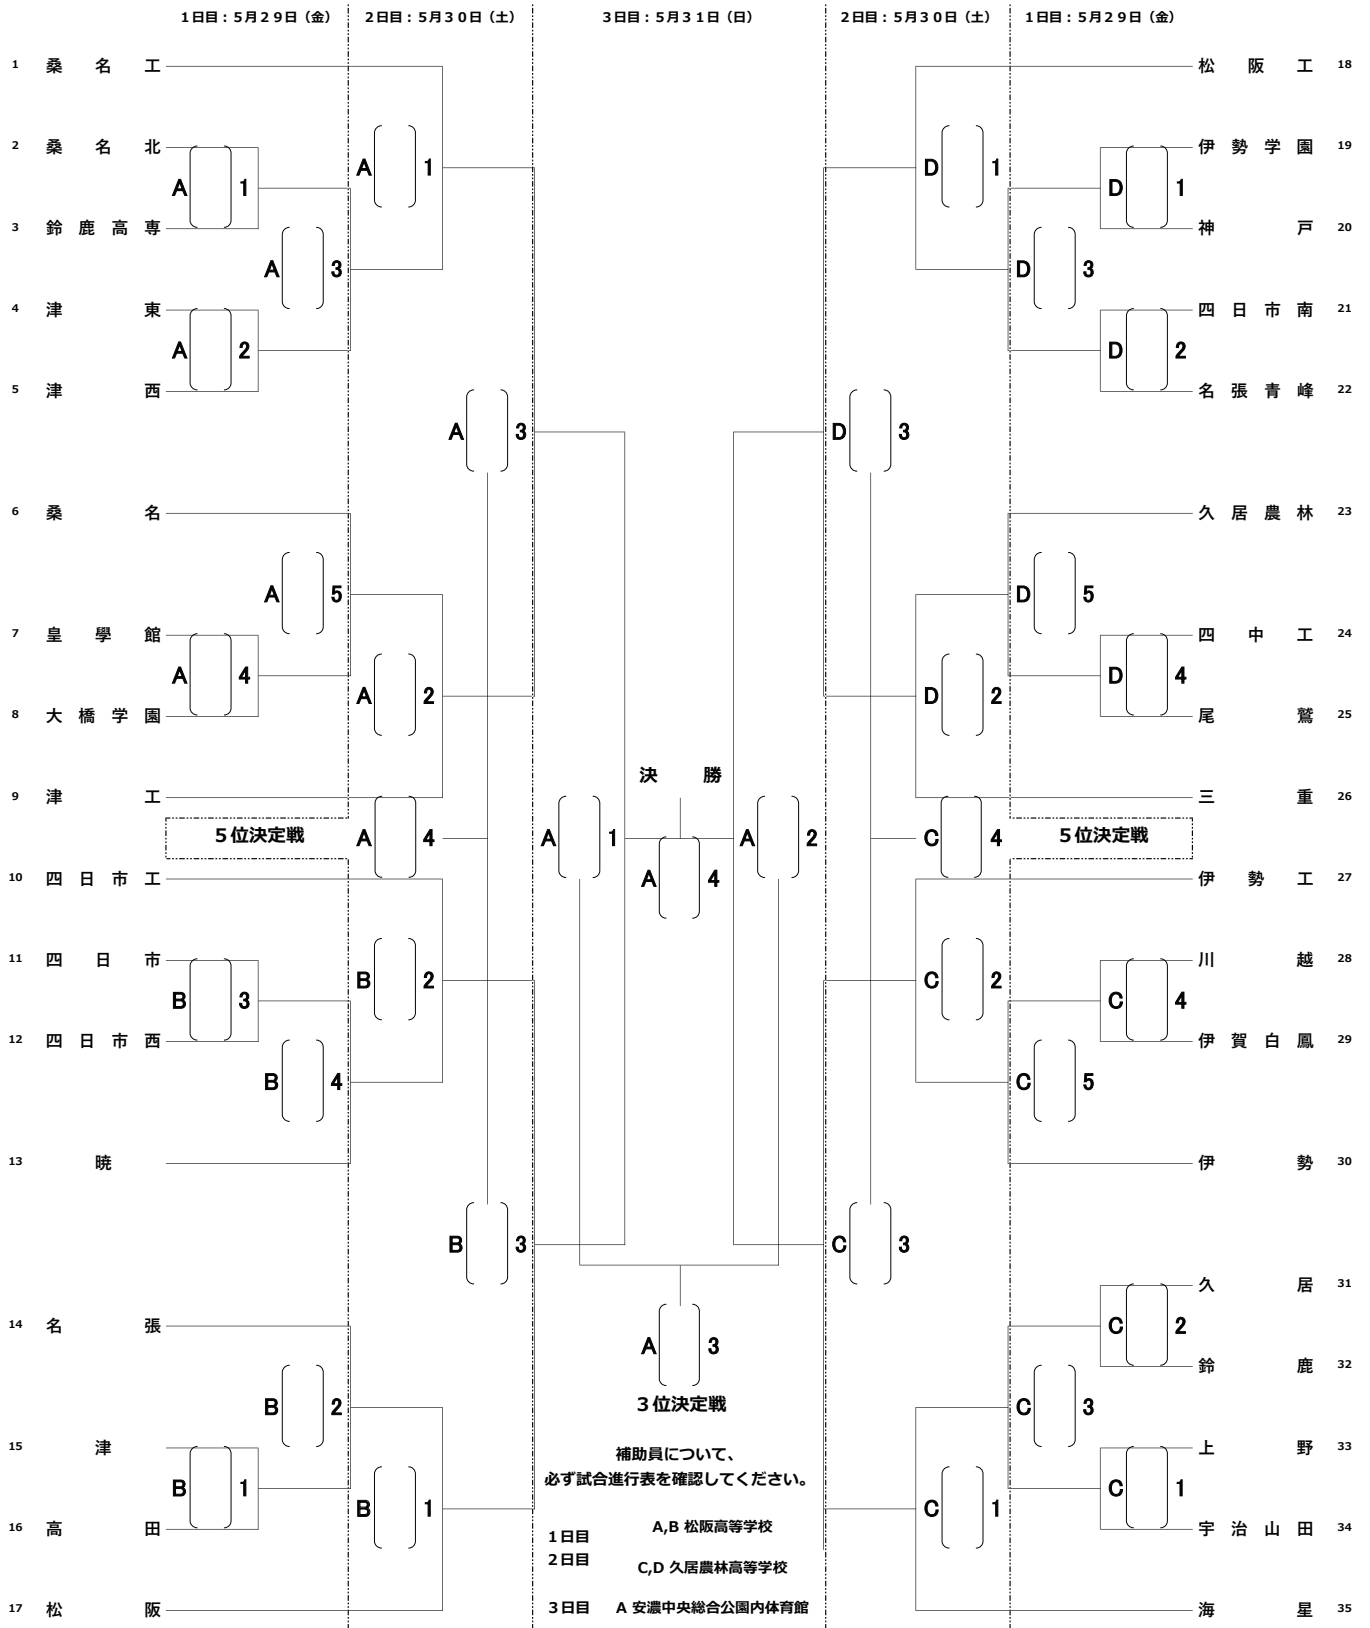 1日目：5月29日（金） 2日目：5月30日（土） 3日目：5月31日（日） 2日目：5月30日（土） 1日目：5月29日（金）
1 桑名工 松阪工 18
A 1 D 1
2 桑名北 伊勢学園 19
A 1 D 1
3 鈴鹿高専 神戸 20
A 3 D 3
4 津東 四日市南 21
A 2 D 2
5 津西 名張青峰 22
A 3 D 3
6 桑名 久居農林 23
A 5 D 5
7 皇學館 四中工 24
A 4 A 2 D 2 D 4
8 大橋学園 尾鷲 25
決勝
9 津工 三重 26
5位決定戦 A 4 A 1 A 2 C 4 5位決定戦
10 四日市工 A 4 伊勢工 27
11 四日市 川越 28
B 3 B 2 C 2 C 4
12 四日市西 伊賀白鳳 29
B 4 C 5
13 暁 伊勢 30
B 3 C 3
久居 31
14 名張 C 2
A 3 鈴鹿 32
3位決定戦
B 2 C 3
15 津 補助員について、 上野 33
必ず試合進行表を確認してください。
B 1 B 1 C 1 C 1
16 高田 A,B 松阪高等学校 宇治山田 34
1日目
2日目
C,D 久居農林高等学校
17 松阪 3日目 A 安濃中央総合公園内体育館 海星 35